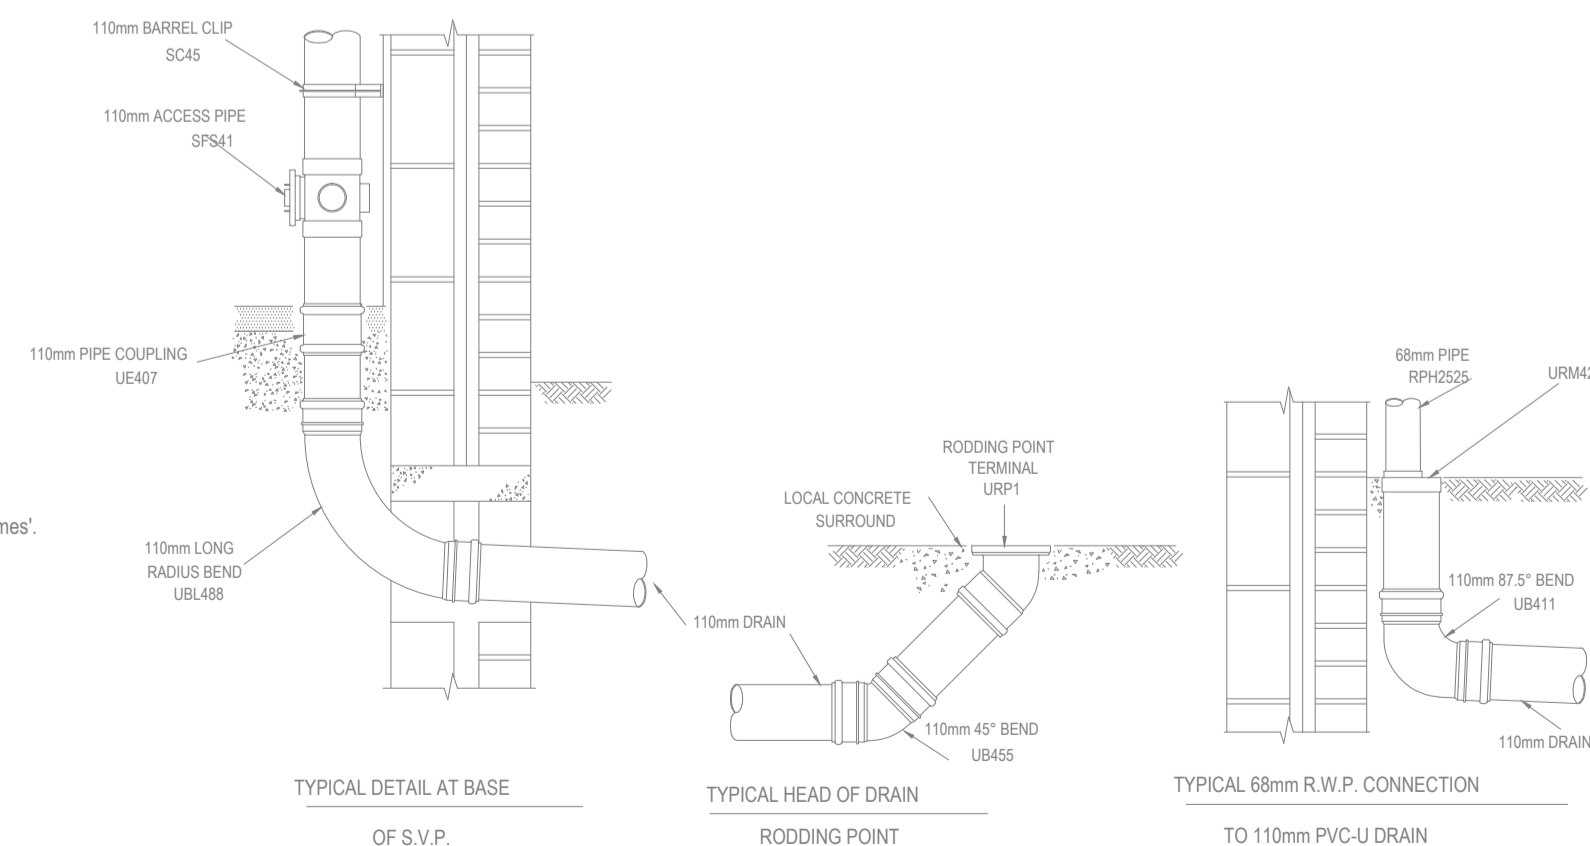 110mm BARREL CLIP
SC45
110mm ACCESS PIPE
SFS41
110mm PIPE COUPLING
UE407
mes'.
110mm LONG
RADIUS BEND
UBL488
110mm DRAIN
TYPICAL DETAIL AT BASE
OF S.V.P.
RODDING POINT
TERMINAL
URP1
LOCAL CONCRETE
SURROUND
110mm 45° BEND
UB455
TYPICAL HEAD OF DRAIN
RODDING POINT
68mm PIPE
RPH2525
URM42
110mm 87.5° BEND
UB411
110mm DRAIN
TYPICAL 68mm R.W.P. CONNECTION
TO 110mm PVC-U DRAIN